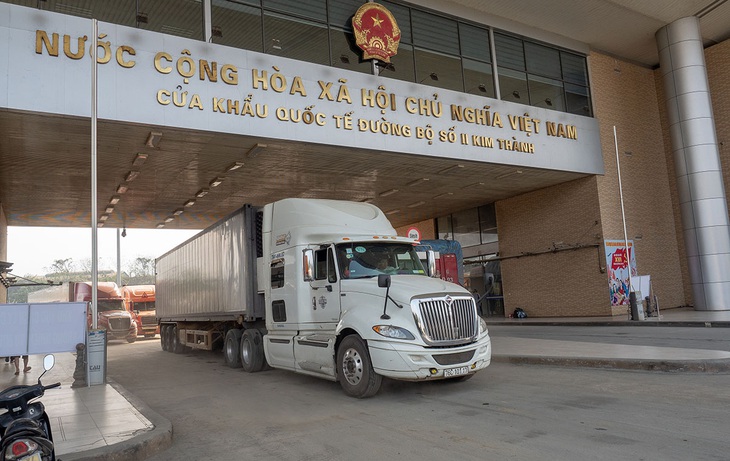 NƯỚC CỘNG HÒA XÃ HỘI CHỦ NGHĨA VIỆT NAM
CỬA KHẨU QUỐC TẾ ĐƯỜNG BỘ SỐ II KIM THÀNH